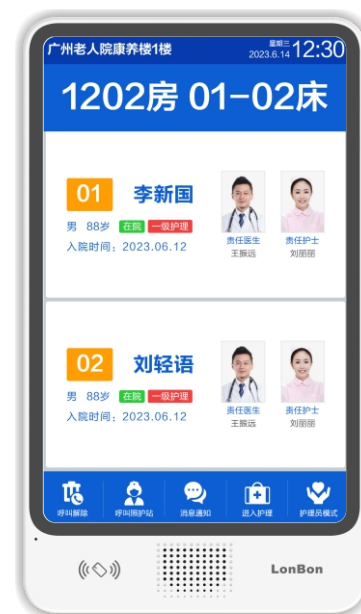 广州老人院康养楼1楼
星期三
2023.6.14 12:30
1202房 01-02床
01 李新国
男 88岁 在院 一级护理
入院时间：2023.06.12
责任医生 责任护士
王振远 刘丽丽
02 刘轻语
男 88岁 在院 一级护理
入院时间：2023.06.12
责任医生 责任护士
王振远 刘丽丽
呼叫解除 呼叫照护站 消息通知 进入护理 护理员模式
LonBon